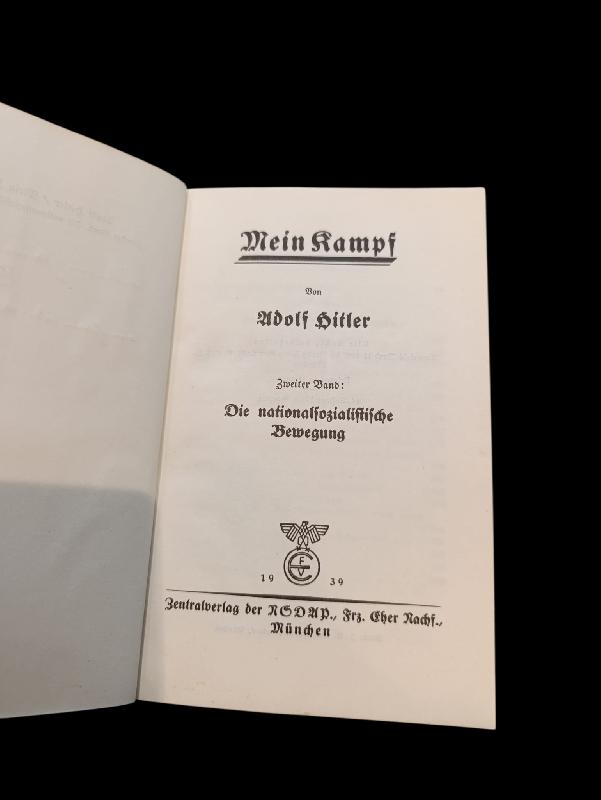 Mein Kampf
Von
Adolf Hitler
Zweiter Band:
Die nationalsozialistische
Bewegung
19 39
Zentralverlag der NSDAP., Frz. Eher Nachf.,
München